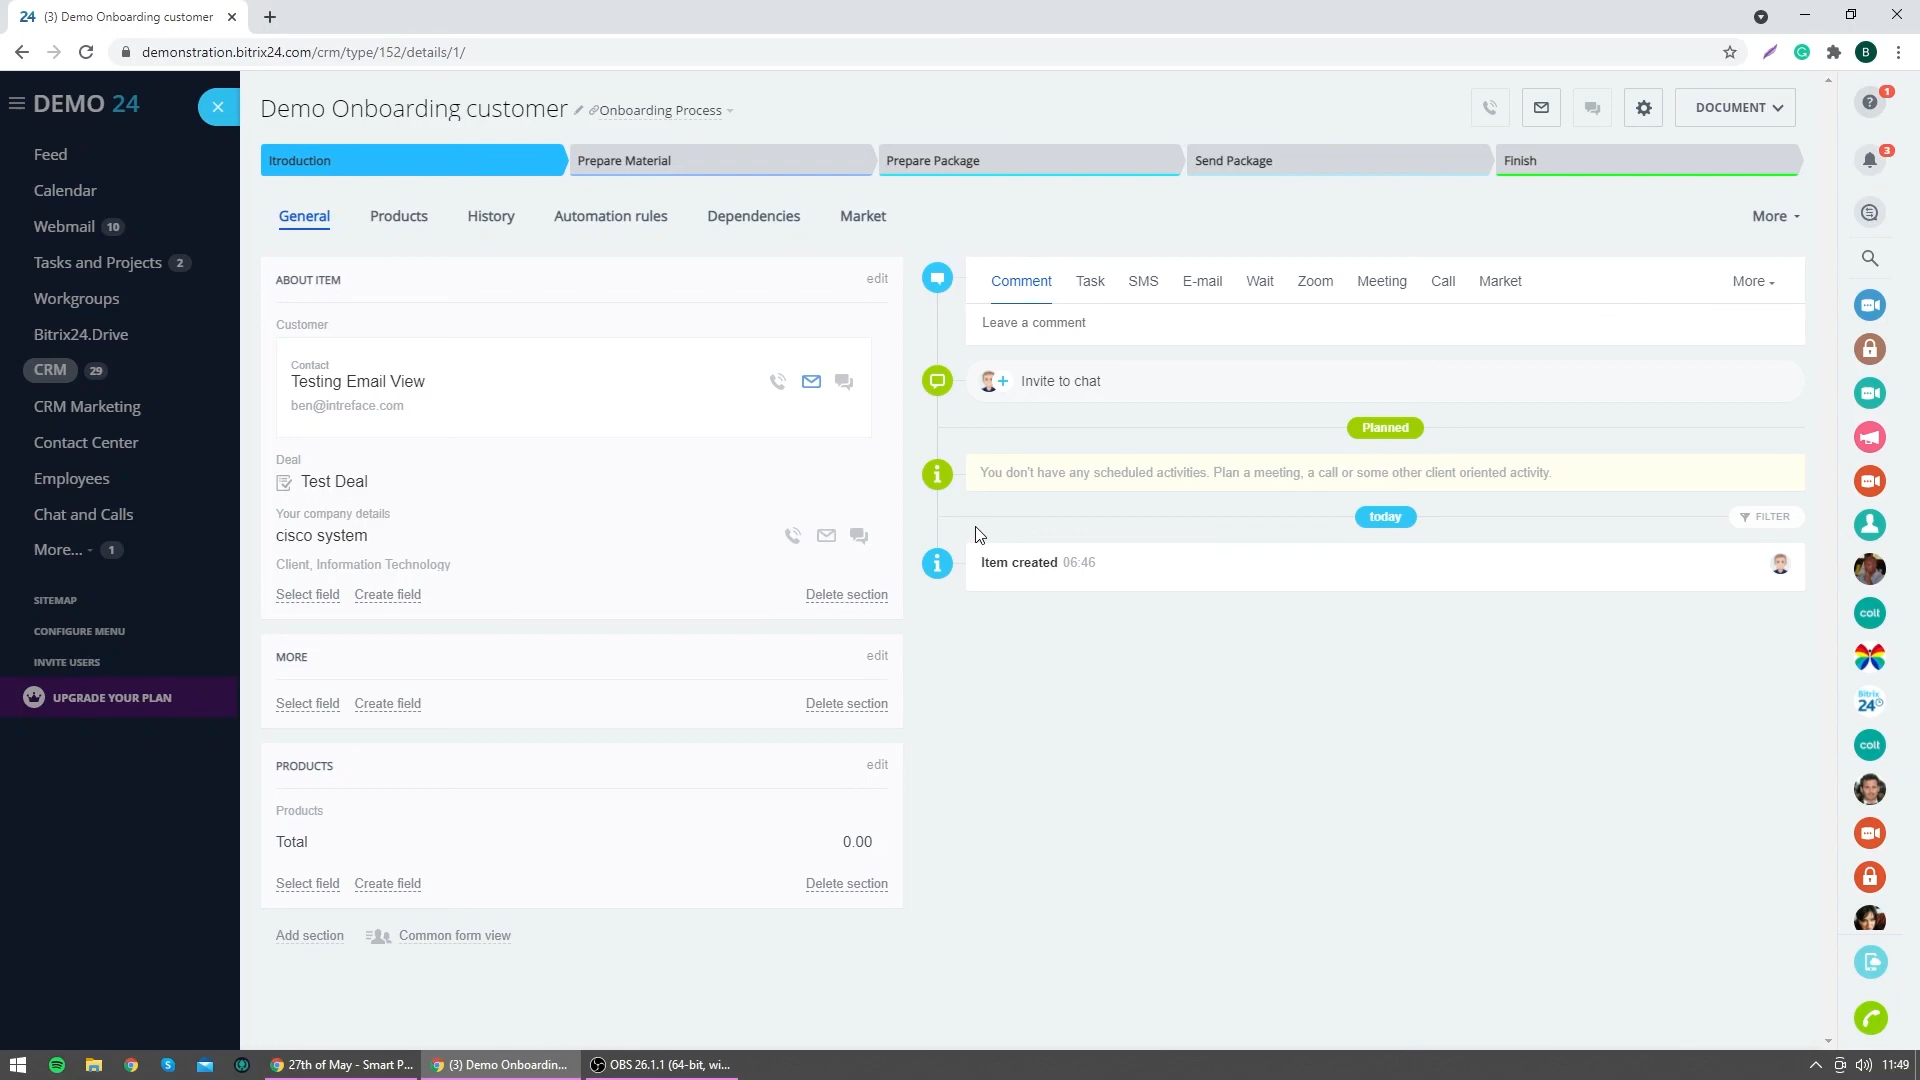 24 (3) Demo Onboarding customer
demonstration.bitrix24.com/crm/type/152/details/1/
B
DEMO 24
Feed
Calendar
Webmail 10
Tasks and Projects 2
Workgroups
Bitrix24.Drive
CRM 29
CRM Marketing
Contact Center
Employees
Chat and Calls
More... 1
SITEMAP
CONFIGURE MENU
INVITE USERS
UPGRADE YOUR PLAN
Demo Onboarding customer Onboarding Process
DOCUMENT
Itroduction
Prepare Material
Prepare Package
Send Package
Finish
General Products History Automation rules Dependencies Market More
ABOUT ITEM edit
Customer
Contact
Testing Email View
ben@intreface.com
Deal
Test Deal
Your company details
cisco system
Client, Information Technology
Select field Create field Delete section
MORE edit
Select field Create field Delete section
PRODUCTS edit
Products
Total 0.00
Select field Create field Delete section
Add section Common form view
Comment Task SMS E-mail Wait Zoom Meeting Call Market More
Leave a comment
Invite to chat
Planned
You don't have any scheduled activities. Plan a meeting, a call or some other client oriented activity.
today
FILTER
Item created 06:46
1
3
colt
Bitrix
24
colt
27th of May - Smart P...
(3) Demo Onboardin...
OBS 26.1.1 (64-bit, wi...
11:49